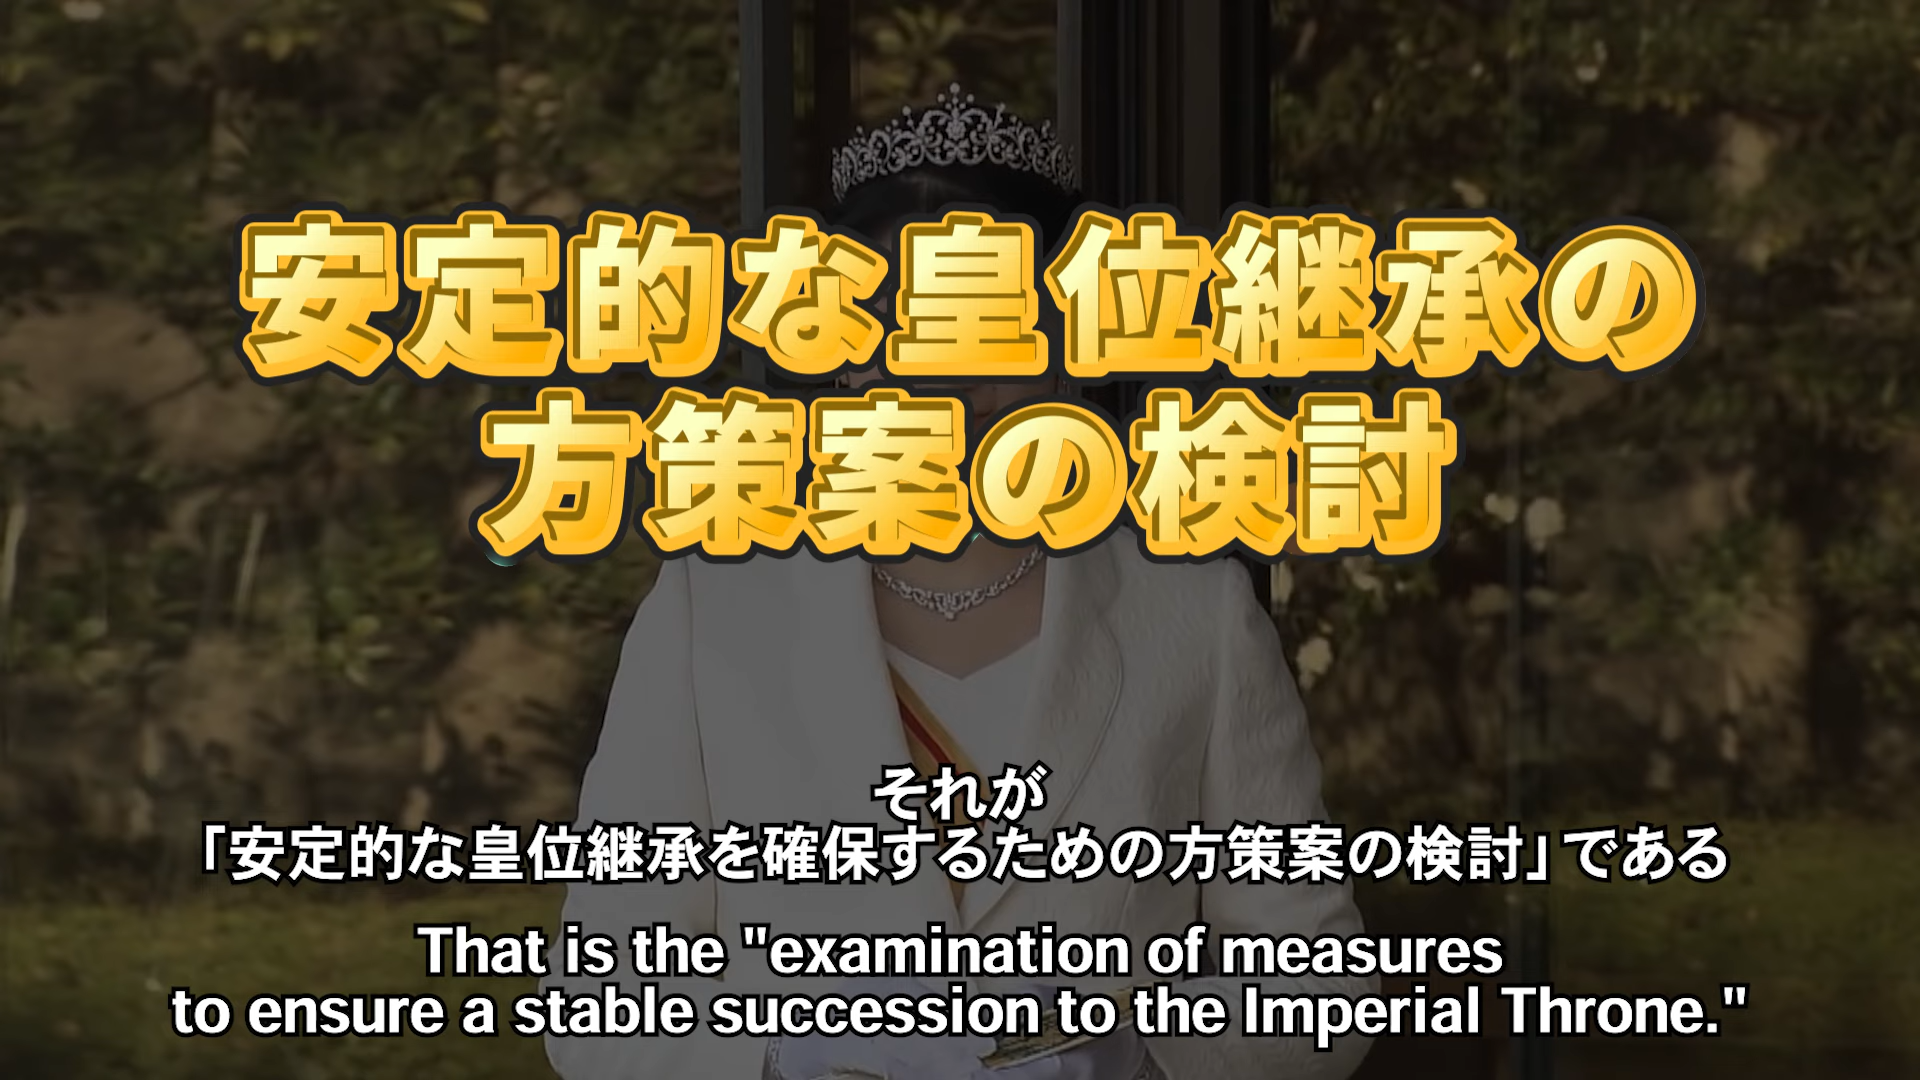 安定的な皇位継承の
方策案の検討
それが
「安定的な皇位継承を確保するための方策案の検討」である
That is the "examination of measures
to ensure a stable succession to the Imperial Throne."